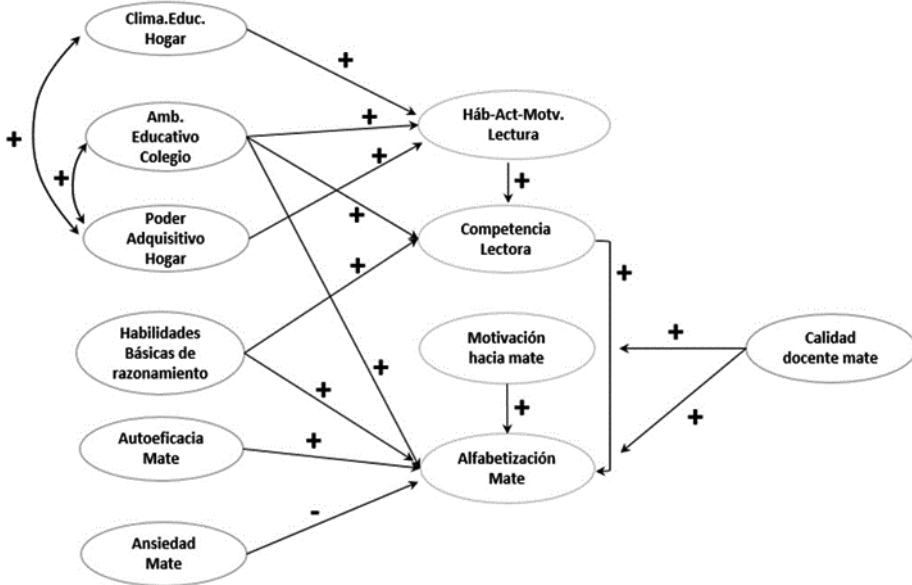 Clima.Educ.
Hogar
+
+
Háb-Act-Motv.
Lectura
Amb.
Educativo
Colegio
+
+
+
+
+
Poder
Adquisitivo
Hogar
+
Competencia
Lectora
+
+
Habilidades
Básicas de
razonamiento
Motivación
hacia mate
+
Calidad
docente mate
+
+
+
+
Autoeficacia
Mate
+
Alfabetización
Mate
-
Ansiedad
Mate